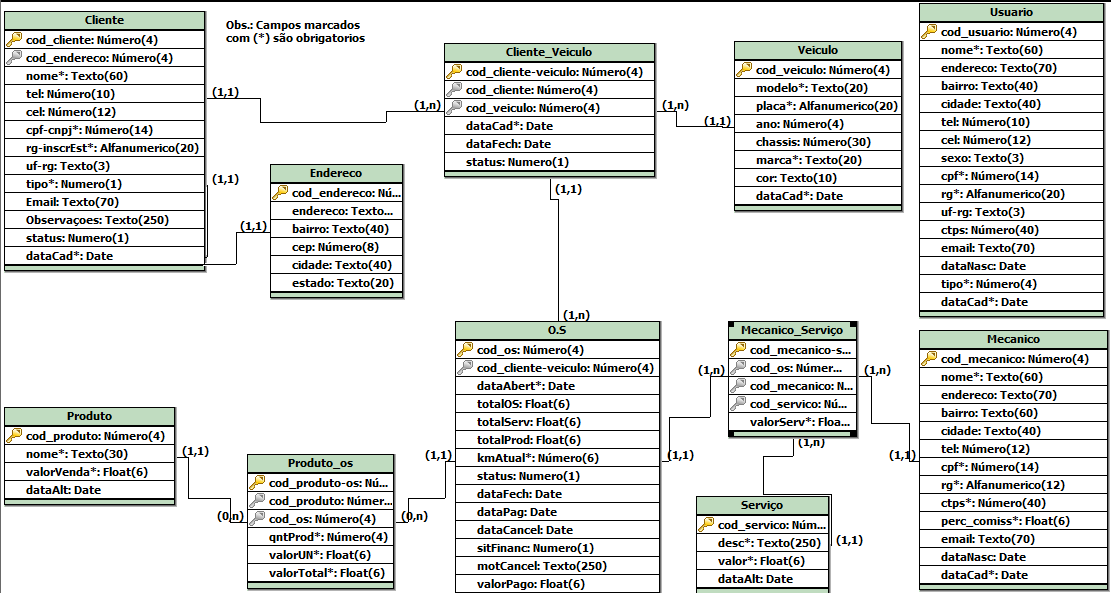 Cliente
cod_cliente: Número(4)
cod_endereco: Número(4)
nome*: Texto(60)
tel: Número(10)
cel: Número(12)
cpf-cnpj*: Número(14)
rg-inscrEst*: Alfanumerico(20)
uf-rg: Texto(3)
tipo*: Numero(1)
Email: Texto(70)
Observaçoes: Texto(250)
status: Numero(1)
dataCad*: Date
Obs.: Campos marcados
com (*) são obrigatorios
(1,1)
(1,n)
(1,1)
(1,1)
Endereco
cod_endereco: Nú...
endereco: Texto...
bairro: Texto(40)
cep: Número(8)
cidade: Texto(40)
estado: Texto(20)
Cliente_Veiculo
cod_cliente-veiculo: Número(4)
cod_cliente: Número(4)
cod_veiculo: Número(4)
dataCad*: Date
dataFech: Date
status: Numero(1)
(1,n)
(1,1)
(1,1)
(1,n)
Veiculo
cod_veiculo: Número(4)
modelo*: Texto(20)
placa*: Alfanumerico(20)
ano: Número(4)
chassis: Número(30)
marca*: Texto(20)
cor: Texto(10)
dataCad*: Date
Usuario
cod_usuario: Número(4)
nome*: Texto(60)
endereco: Texto(70)
bairro: Texto(40)
cidade: Texto(40)
tel: Número(10)
cel: Número(12)
sexo: Texto(3)
cpf*: Número(14)
rg*: Alfanumerico(20)
uf-rg: Texto(3)
ctps: Número(40)
email: Texto(70)
dataNasc: Date
tipo*: Número(4)
dataCad*: Date
Produto
cod_produto: Número(4)
nome*: Texto(30)
valorVenda*: Float(6)
dataAlt: Date
(1,1)
(0,n)
Produto_os
cod_produto-os: Nú...
cod_produto: Númer...
cod_os: Número(4)
qntProd*: Número(4)
valorUN*: Float(6)
valorTotal*: Float(6)
(0,n)
(1,1)
O.S
cod_os: Número(4)
cod_cliente-veiculo: Número(4)
dataAbert*: Date
totalOS: Float(6)
totalServ: Float(6)
totalProd: Float(6)
kmAtual*: Número(6)
status: Numero(1)
dataFech: Date
dataPag: Date
dataCancel: Date
sitFinanc: Numero(1)
motCancel: Texto(250)
valorPago: Float(6)
(1,1)
(1,n)
Mecanico_Serviço
cod_mecanico-s...
cod_os: Númer...
cod_mecanico: N...
cod_servico: Nú...
valorServ*: Floa...
(1,n)
(1,n)
(1,1)
(1,1)
Serviço
cod_servico: Núm...
desc*: Texto(250)
valor*: Float(6)
dataAlt: Date
Mecanico
cod_mecanico: Número(4)
nome*: Texto(60)
endereco: Texto(70)
bairro: Texto(60)
cidade: Texto(40)
tel: Número(12)
cpf*: Número(14)
rg*: Alfanumerico(12)
ctps*: Número(40)
perc_comiss*: Float(6)
email: Texto(70)
dataNasc: Date
dataCad*: Date